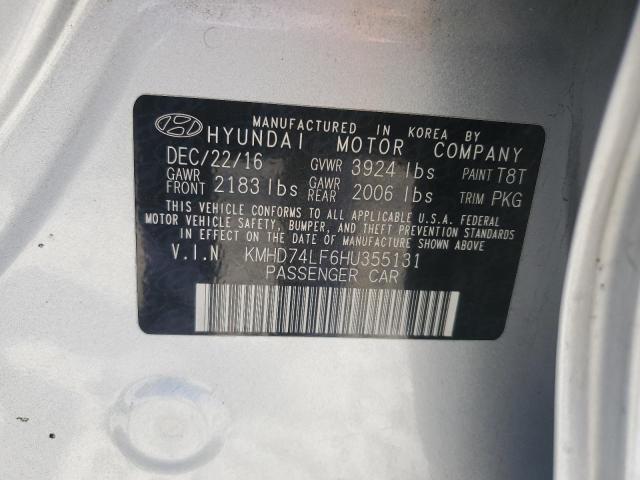 MANUFACTURED IN KOREA BY
HYUNDAI MOTOR COMPANY
DEC/22/16 GVWR 3924 lbs PAINT T8T
GAWR FRONT 2183 lbs GAWR REAR 2006 lbs TRIM PKG
THIS VEHICLE CONFORMS TO ALL APPLICABLE U.S.A. FEDERAL
MOTOR VEHICLE SAFETY, BUMPER, AND THEFT PREVENTION
STANDARDS IN EFFECT ON THE DATE OF MANUFACTURE SHOWN ABOVE
V.I.N. KMHD74LF6HU355131
PASSENGER CAR